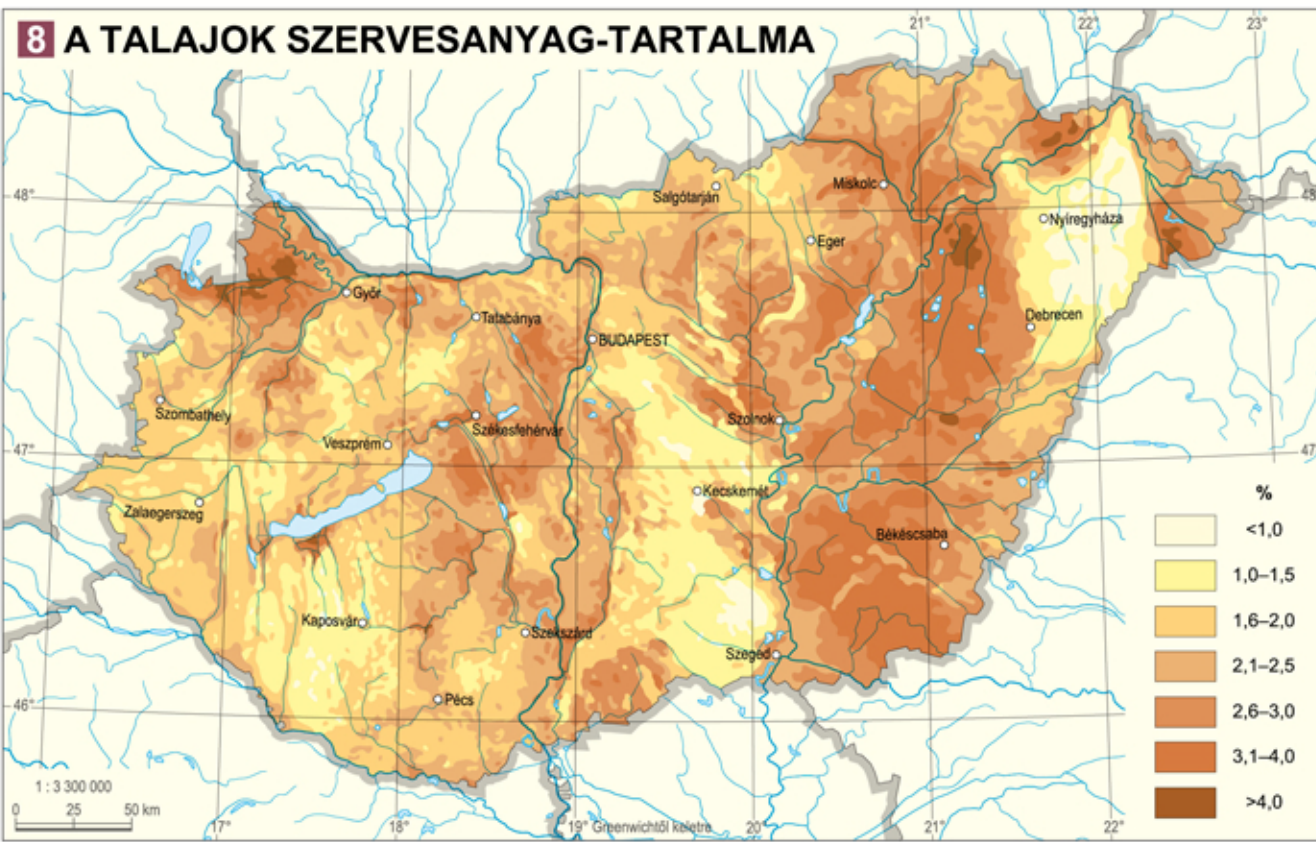 8 A TALAJOK SZERVESANYAG-TARTALMA
21°
22°
23°
48°
48
Salgótarján
Miskolc
Nyíregyháza
Eger
Győr
Tatabánya
BUDAPEST
Debrecen
Szombathely
Szolnok
Székesfehérvár
Veszprém
47°
47
Kecskemét
Zalaegerszeg
Békéscsaba
Kaposvár
Szekszárd
Szeged
Pécs
46°
%
<1,0
1,0–1,5
1,6–2,0
2,1–2,5
2,6–3,0
3,1–4,0
>4,0
1 : 3 300 000
0 25 50 km
17°
18°
19° Greenwichtől keletre
20°
21°
22°